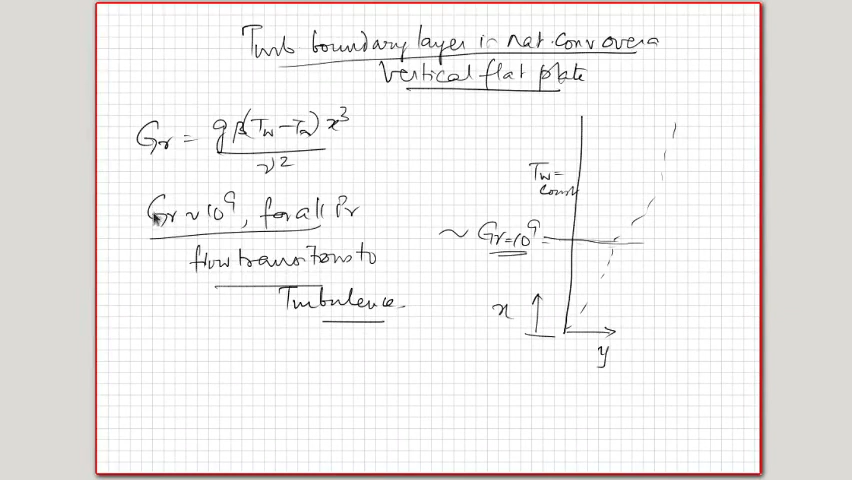 Turb boundary layer in nat. conv over a
vertical flat plate
Gr = gβ(Tw-T∞) x³
ν²
Gr ~ 10⁹, for all Pr
flow transitions to
Turbulence.
Tw =
const
~ Gr=10⁹
x
y